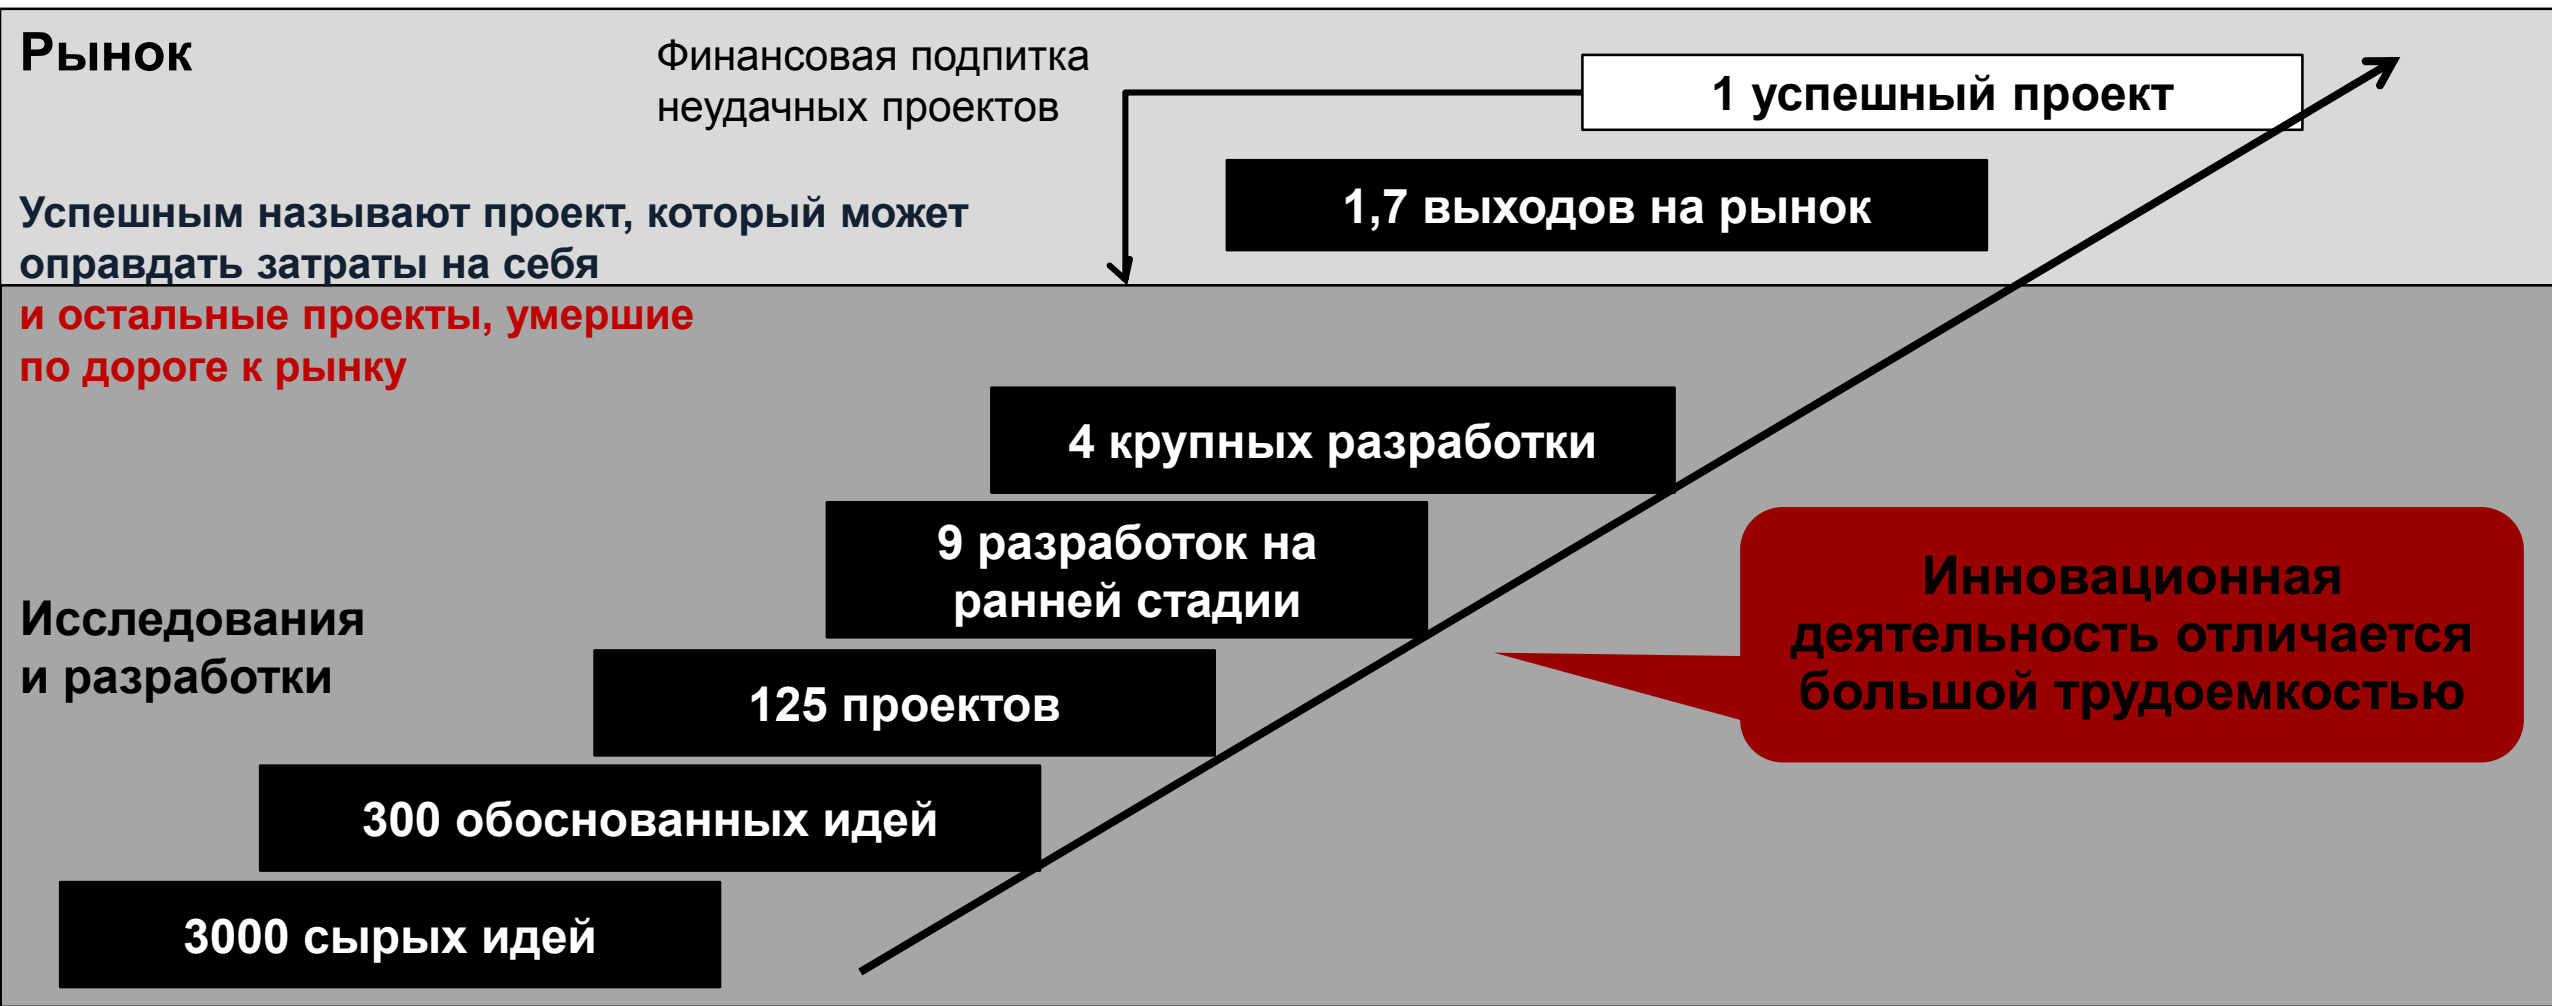 Рынок
Финансовая подпитка
неудачных проектов
1 успешный проект
1,7 выходов на рынок
Успешным называют проект, который может
оправдать затраты на себя
и остальные проекты, умершие
по дороге к рынку
4 крупных разработки
9 разработок на
ранней стадии
Исследования
и разработки
Инновационная
деятельность отличается
большой трудоемкостью
125 проектов
300 обоснованных идей
3000 сырых идей